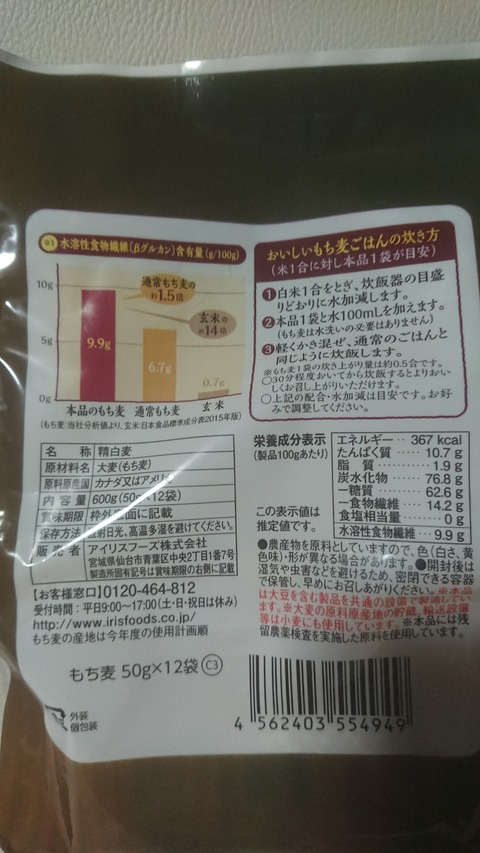 ※1 水溶性食物繊維(βグルカン)含有量(g/100g)
10g
5g
0g
通常もち麦の
約1.5倍
玄米の
約14倍
9.9g
6.7g
0.7g
本品のもち麦 通常もち麦 玄米
(もち麦:当社分析値より、玄米:日本食品標準成分表2015年版)
おいしいもち麦ごはんの炊き方
(米1合に対し本品1袋が目安)
❶白米1合をとぎ、炊飯器の目盛
りどおりに水加減します。
❷本品1袋と水100mLを加えます。
(もち麦は水洗いの必要はありません)
❸軽くかき混ぜ、通常のごはんと
同じように炊飯します。
※もち麦1袋の炊き上がり量は約0.5合です。
○30分程度おいてから炊飯するとよりおい
しくお召し上がりいただけます。
○上記の配合・水加減は目安です。お好
みで調整してください。
名称 精白麦
原材料名 大麦(もち麦)
原料原産国 カナダ又はアメリカ
内容量 600g(50g×12袋)
賞味期限 枠外 面に記載
保存方法 射日光、高温多湿を避けてください。
販売者 アイリスフーズ株式会社
宮城県仙台市青葉区中央2丁目1番7号
製造所固有記号は賞味期限の右側に記載
【お客様窓口】0120-464-812
受付時間:平日9:00~17:00(土・日・祝日は休み)
http://www.irisfoods.co.jp/
もち麦の産地は今年度の使用計画順
栄養成分表示
(製品100gあたり)
エネルギー 367 kcal
たんぱく質 10.7 g
脂質 1.9 g
炭水化物 76.8 g
-糖質 62.6 g
-食物繊維 14.2 g
食塩相当量 0 g
水溶性食物繊維 9.9 g
この表示値は
推定値です。
●農産物を原料としていますので、色(白さ、黄
色味)・形が異なる場合があります。●開封後は
湿気や虫害などを避けるため、密閉できる容器
で保管し、早めにお召しあがりください。※本品
は大豆を含む製品を共通の設備で製造してい
ます。※大麦の原料原産地の貯蔵、輸送設備
等は小麦にも使用しています。※本品には残
留農薬検査を実施した原料を使用しています。
もち麦 50g×12袋 C3
外装
個包装
4 562403 554949